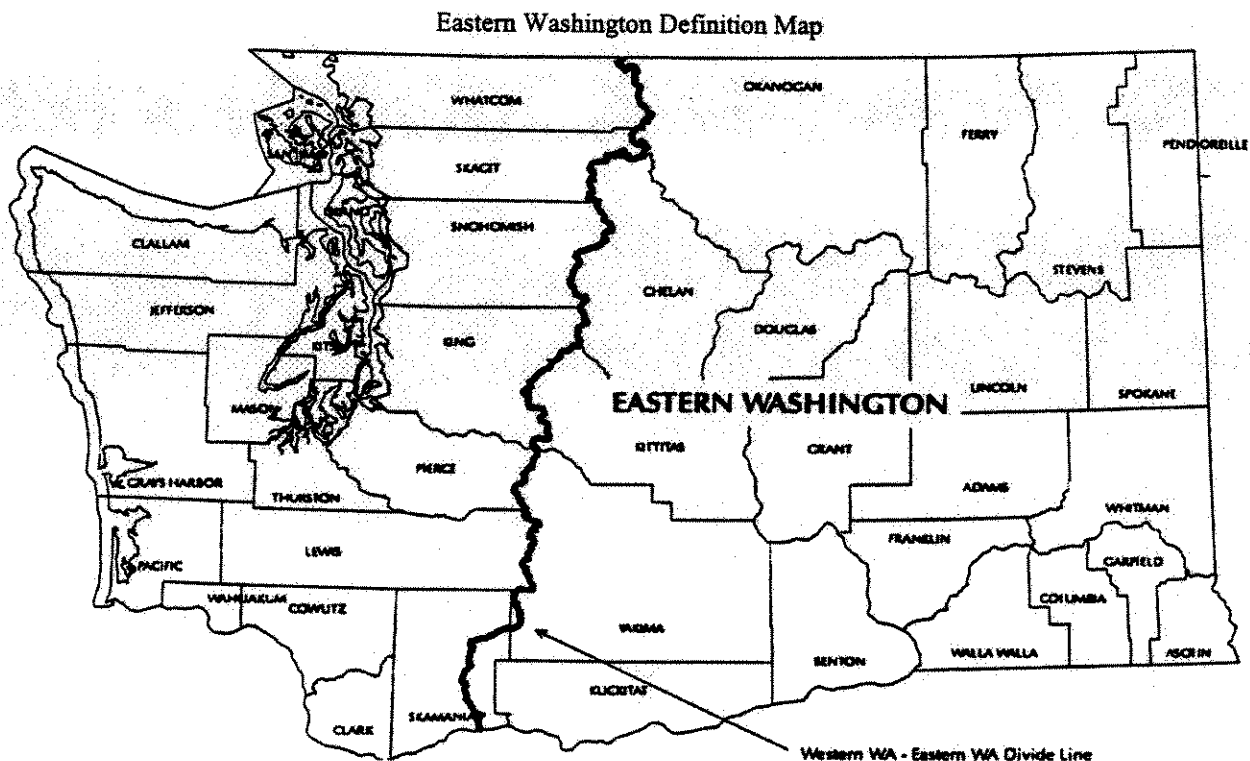 Eastern Washington Definition Map
WHATCOM
OKANOGAN
FERRY
PEND OREILLE
SKAGIT
SNOHOMISH
CLALLAM
STEVENS
CHELAN
JEFFERSON
DOUGLAS
KING
LINCOLN
SPOKANE
EASTERN WASHINGTON
MASON
KITTITAS
GRANT
PIERCE
GRAYS HARBOR
THURSTON
ADAMS
WHITMAN
FRANKLIN
LEWIS
PACIFIC
GARFIELD
WAHKIAKUM
COWLITZ
COLUMBIA
YAKIMA
BENTON
WALLA WALLA
ASOTIN
KLICKITAT
SKAMANIA
CLARK
Western WA - Eastern WA Divide Line